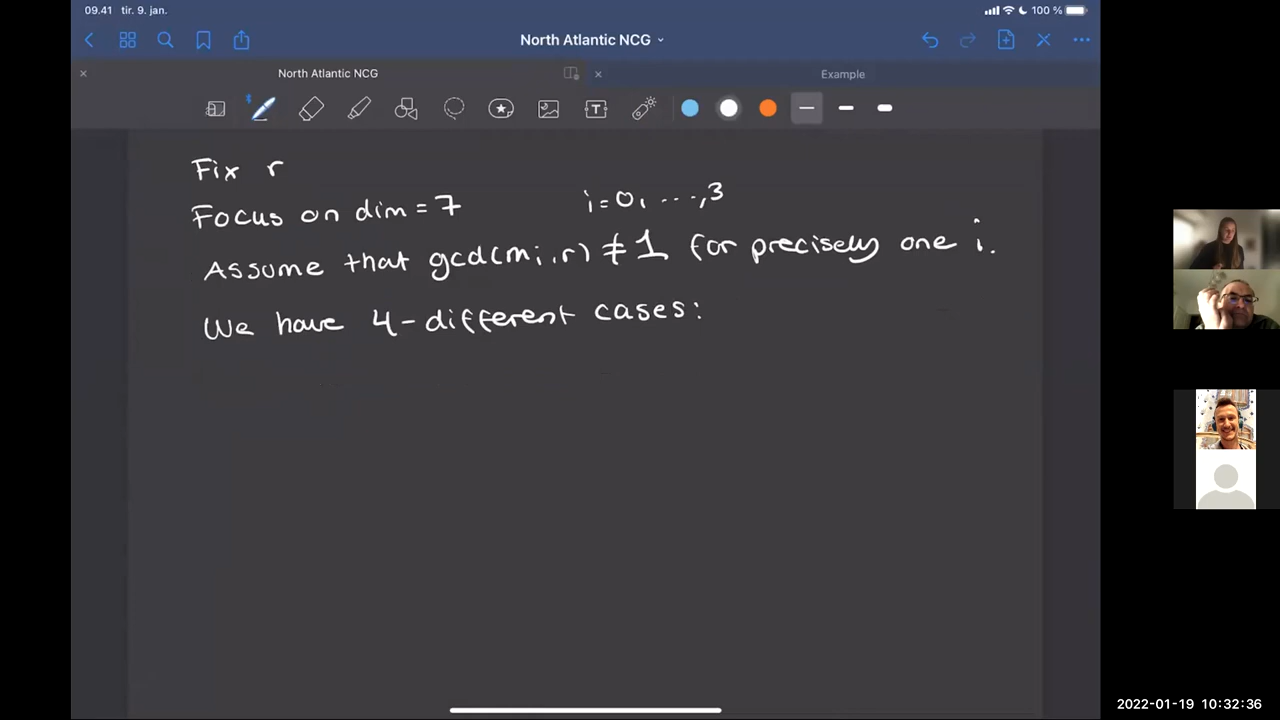 09.41 tir. 9. jan.
100 %
North Atlantic NCG
North Atlantic NCG
Example
Fix r
Focus on dim = 7 i = 0, ..., 3
Assume that gcd(mi, r) ≠ 1 for precisely one i.
We have 4-different cases:
2022-01-19 10:32:36